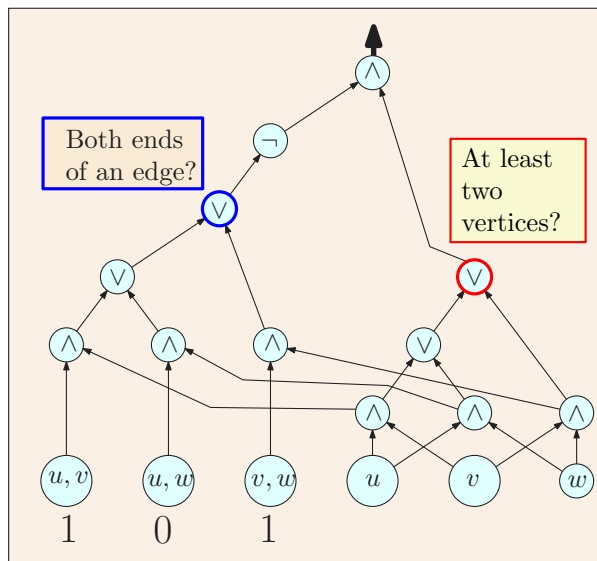 ∧
¬
Both ends
of an edge?
At least
two
vertices?
∨
∨
∨
∧
∧
∧
∨
∧
∧
∧
u, v
u, w
v, w
u
v
w
1
0
1